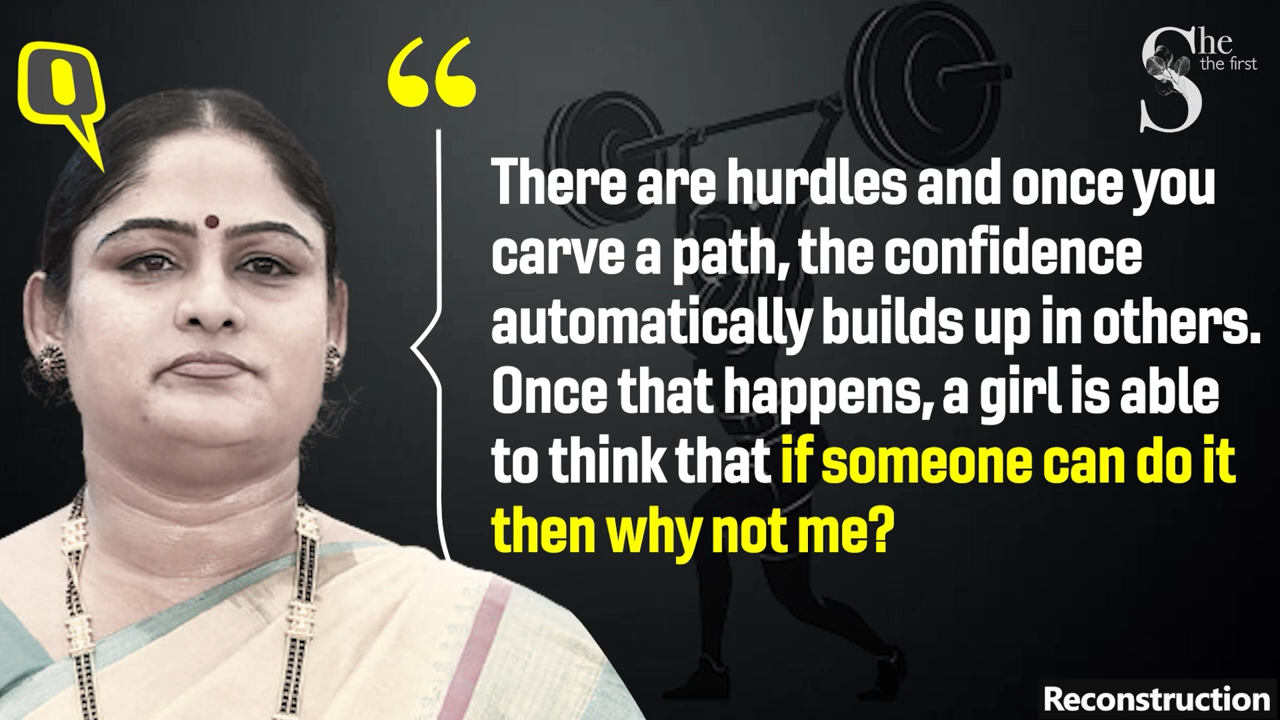 She
the first
There are hurdles and once you
carve a path, the confidence
automatically builds up in others.
Once that happens, a girl is able
to think that if someone can do it
then why not me?
Reconstruction